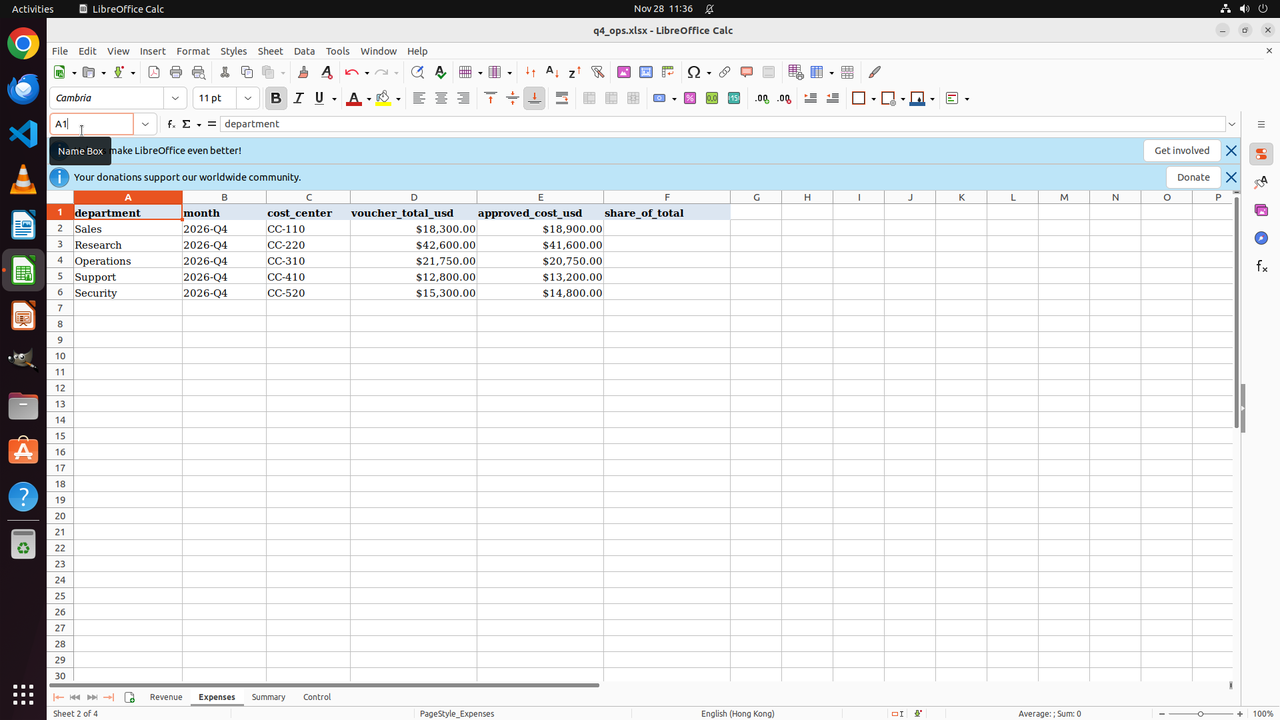 Activities LibreOffice Calc Nov 28 11:36
q4_ops.xlsx - LibreOffice Calc
File Edit View Insert Format Styles Sheet Data Tools Window Help
Cambria 11 pt
A1 department
make LibreOffice even better! Get involved
Name Box
Your donations support our worldwide community. Donate
A B C D E F G H I J K L M N O P
1 department month cost_center voucher_total_usd approved_cost_usd share_of_total
2 Sales 2026-Q4 CC-110 $18,300.00 $18,900.00
3 Research 2026-Q4 CC-220 $42,600.00 $41,600.00
4 Operations 2026-Q4 CC-310 $21,750.00 $20,750.00
5 Support 2026-Q4 CC-410 $12,800.00 $13,200.00
6 Security 2026-Q4 CC-520 $15,300.00 $14,800.00
7
8
9
10
11
12
13
14
15
16
17
18
19
20
21
22
23
24
25
26
27
28
29
30
Revenue Expenses Summary Control
Sheet 2 of 4 PageStyle_Expenses English (Hong Kong) Average: ; Sum: 0 100%